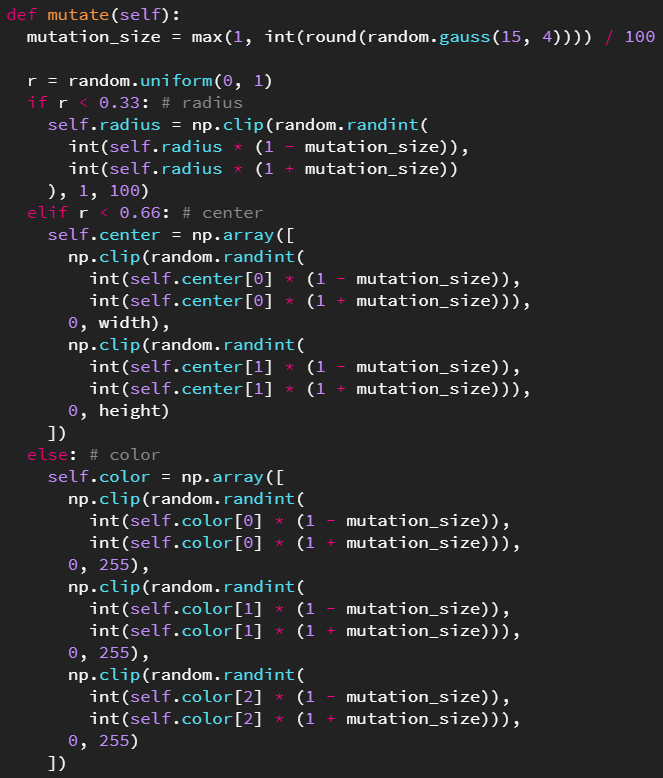 def mutate(self):
  mutation_size = max(1, int(round(random.gauss(15, 4)))) / 100

  r = random.uniform(0, 1)
  if r < 0.33: # radius
    self.radius = np.clip(random.randint(
      int(self.radius * (1 - mutation_size)),
      int(self.radius * (1 + mutation_size))
    ), 1, 100)
  elif r < 0.66: # center
    self.center = np.array([
      np.clip(random.randint(
        int(self.center[0] * (1 - mutation_size)),
        int(self.center[0] * (1 + mutation_size))),
      0, width),
      np.clip(random.randint(
        int(self.center[1] * (1 - mutation_size)),
        int(self.center[1] * (1 + mutation_size))),
      0, height)
    ])
  else: # color
    self.color = np.array([
      np.clip(random.randint(
        int(self.color[0] * (1 - mutation_size)),
        int(self.color[0] * (1 + mutation_size))),
      0, 255),
      np.clip(random.randint(
        int(self.color[1] * (1 - mutation_size)),
        int(self.color[1] * (1 + mutation_size))),
      0, 255),
      np.clip(random.randint(
        int(self.color[2] * (1 - mutation_size)),
        int(self.color[2] * (1 + mutation_size))),
      0, 255)
    ])